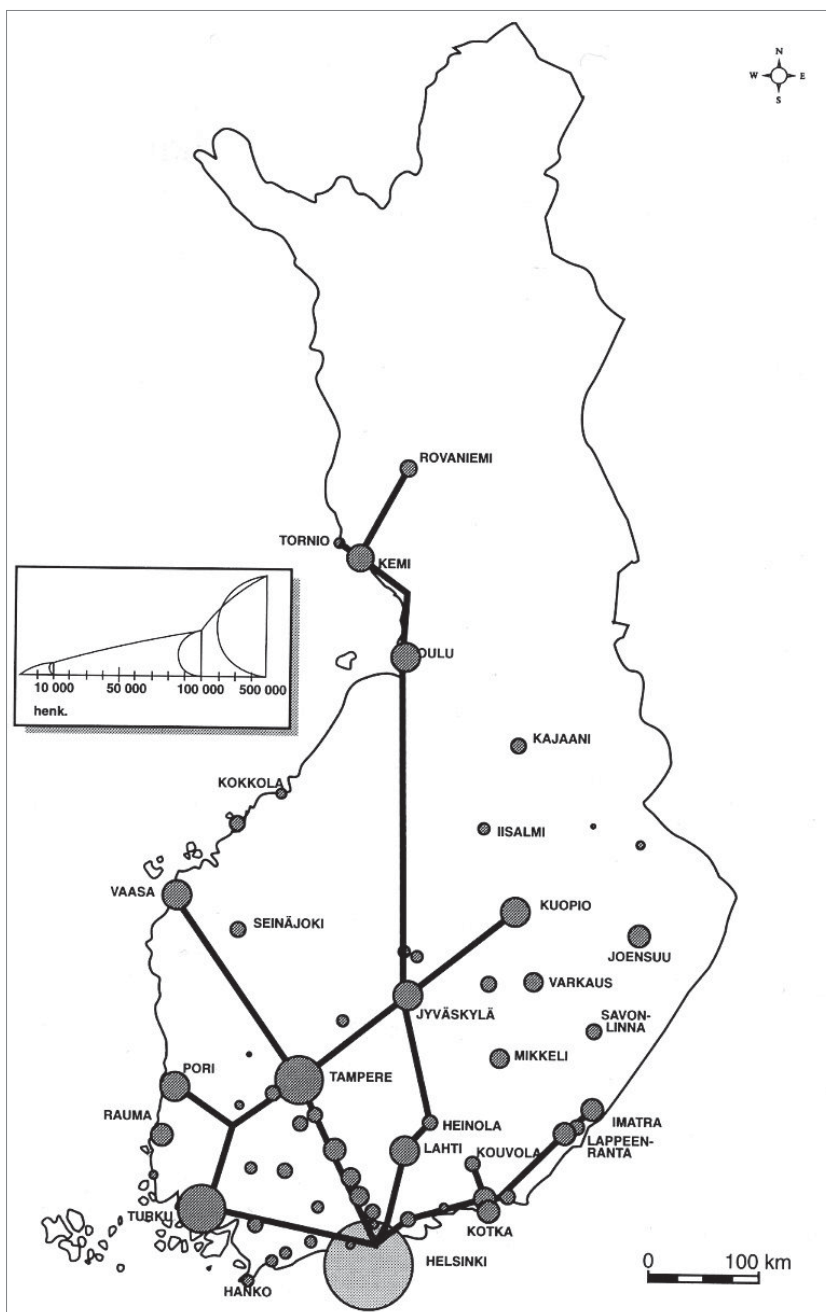 N
W E
S
ROVANIEMI
TORNIO
KEMI
OULU
10 000 50 000 100 000 500 000
henk.
KAJAANI
KOKKOLA
IISALMI
VAASA
KUOPIO
SEINÄJOKI
JOENSUU
VARKAUS
JYVÄSKYLÄ
SAVON-
LINNA
MIKKELI
PORI
TAMPERE
RAUMA
HEINOLA
IMATRA
LAHTI
KOUVOLA
LAPPEEN-
RANTA
TURKU
KOTKA
HELSINKI
0 100 km
HANKO